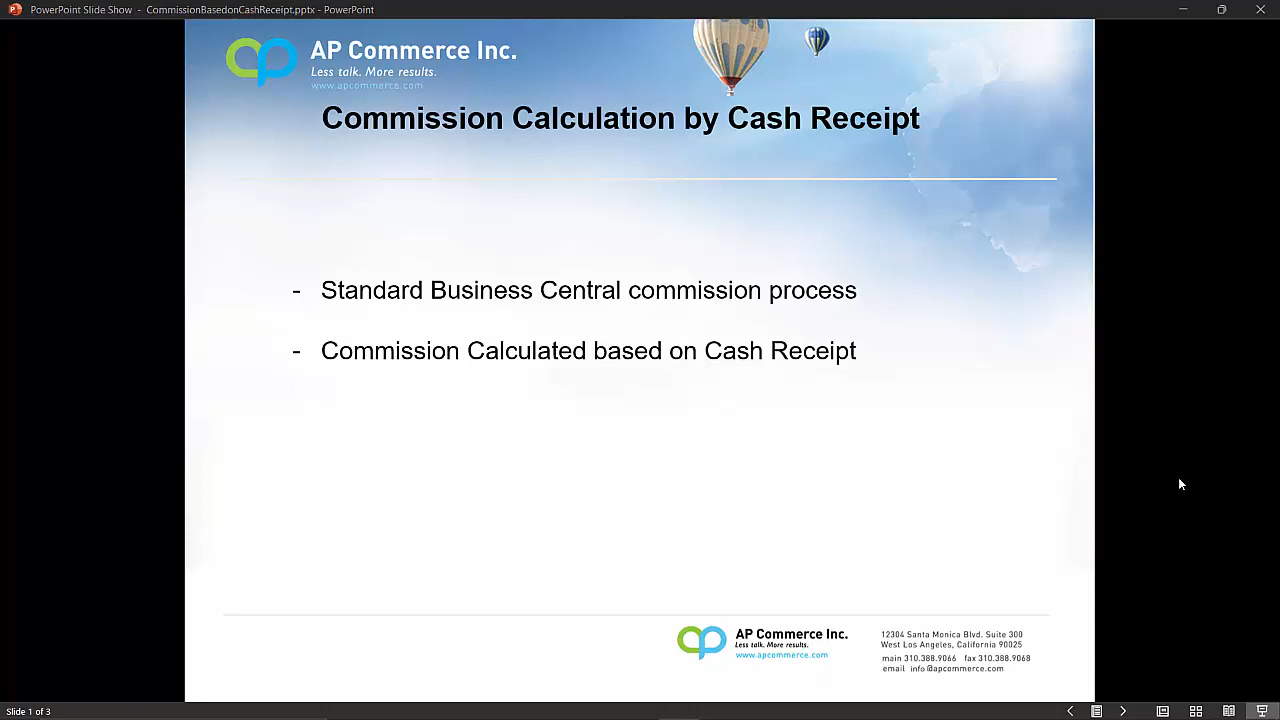 PowerPoint Slide Show - CommissionBasedonCashReceipt.pptx - PowerPoint
AP Commerce Inc.
Less talk. More results.
www.apcommerce.com
Commission Calculation by Cash Receipt
- Standard Business Central commission process
- Commission Calculated based on Cash Receipt
AP Commerce Inc.
Less talk. More results.
www.apcommerce.com
12304 Santa Monica Blvd. Suite 300
West Los Angeles, California 90025
main 310.388.9066 fax 310.388.9068
email info@apcommerce.com
Slide 1 of 3